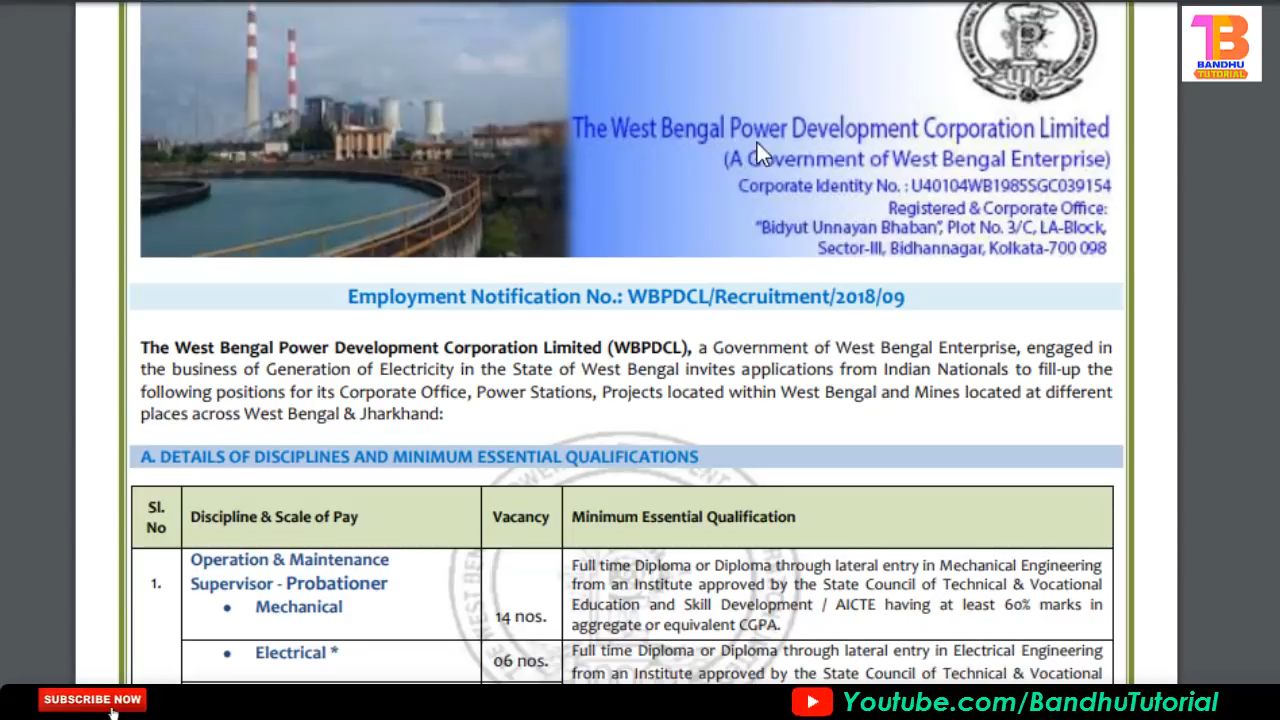 1B
BANDHU
TUTORIAL
The West Bengal Power Development Corporation Limited
(A Government of West Bengal Enterprise)
Corporate Identity No. : U40104WB1985SGC039154
Registered & Corporate Office:
"Bidyut Unnayan Bhaban", Plot No. 3/C, LA-Block,
Sector-III, Bidhannagar, Kolkata-700 098
Employment Notification No.: WBPDCL/Recruitment/2018/09
The West Bengal Power Development Corporation Limited (WBPDCL), a Government of West Bengal Enterprise, engaged in
the business of Generation of Electricity in the State of West Bengal invites applications from Indian Nationals to fill-up the
following positions for its Corporate Office, Power Stations, Projects located within West Bengal and Mines located at different
places across West Bengal & Jharkhand:
A. DETAILS OF DISCIPLINES AND MINIMUM ESSENTIAL QUALIFICATIONS
Sl.
No
Discipline & Scale of Pay
Vacancy
Minimum Essential Qualification
1.
Operation & Maintenance
Supervisor - Probationer
• Mechanical
14 nos.
Full time Diploma or Diploma through lateral entry in Mechanical Engineering
from an Institute approved by the State Council of Technical & Vocational
Education and Skill Development / AICTE having at least 60% marks in
aggregate or equivalent CGPA.
• Electrical *
06 nos.
Full time Diploma or Diploma through lateral entry in Electrical Engineering
from an Institute approved by the State Council of Technical & Vocational
SUBSCRIBE NOW
Youtube.com/BandhuTutorial